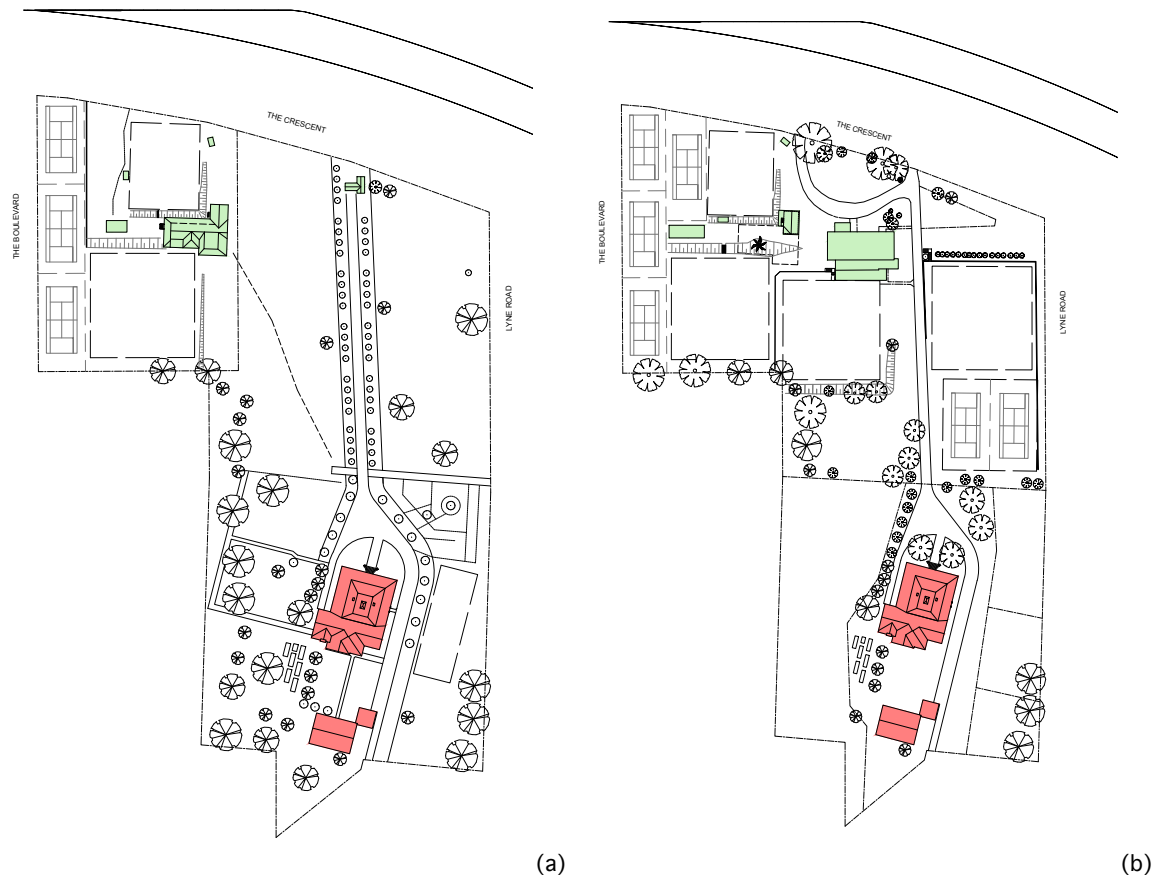 THE CRESCENT
THE BOULEVARD
LYNE ROAD
(a)
THE CRESCENT
THE BOULEVARD
LYNE ROAD
(b)